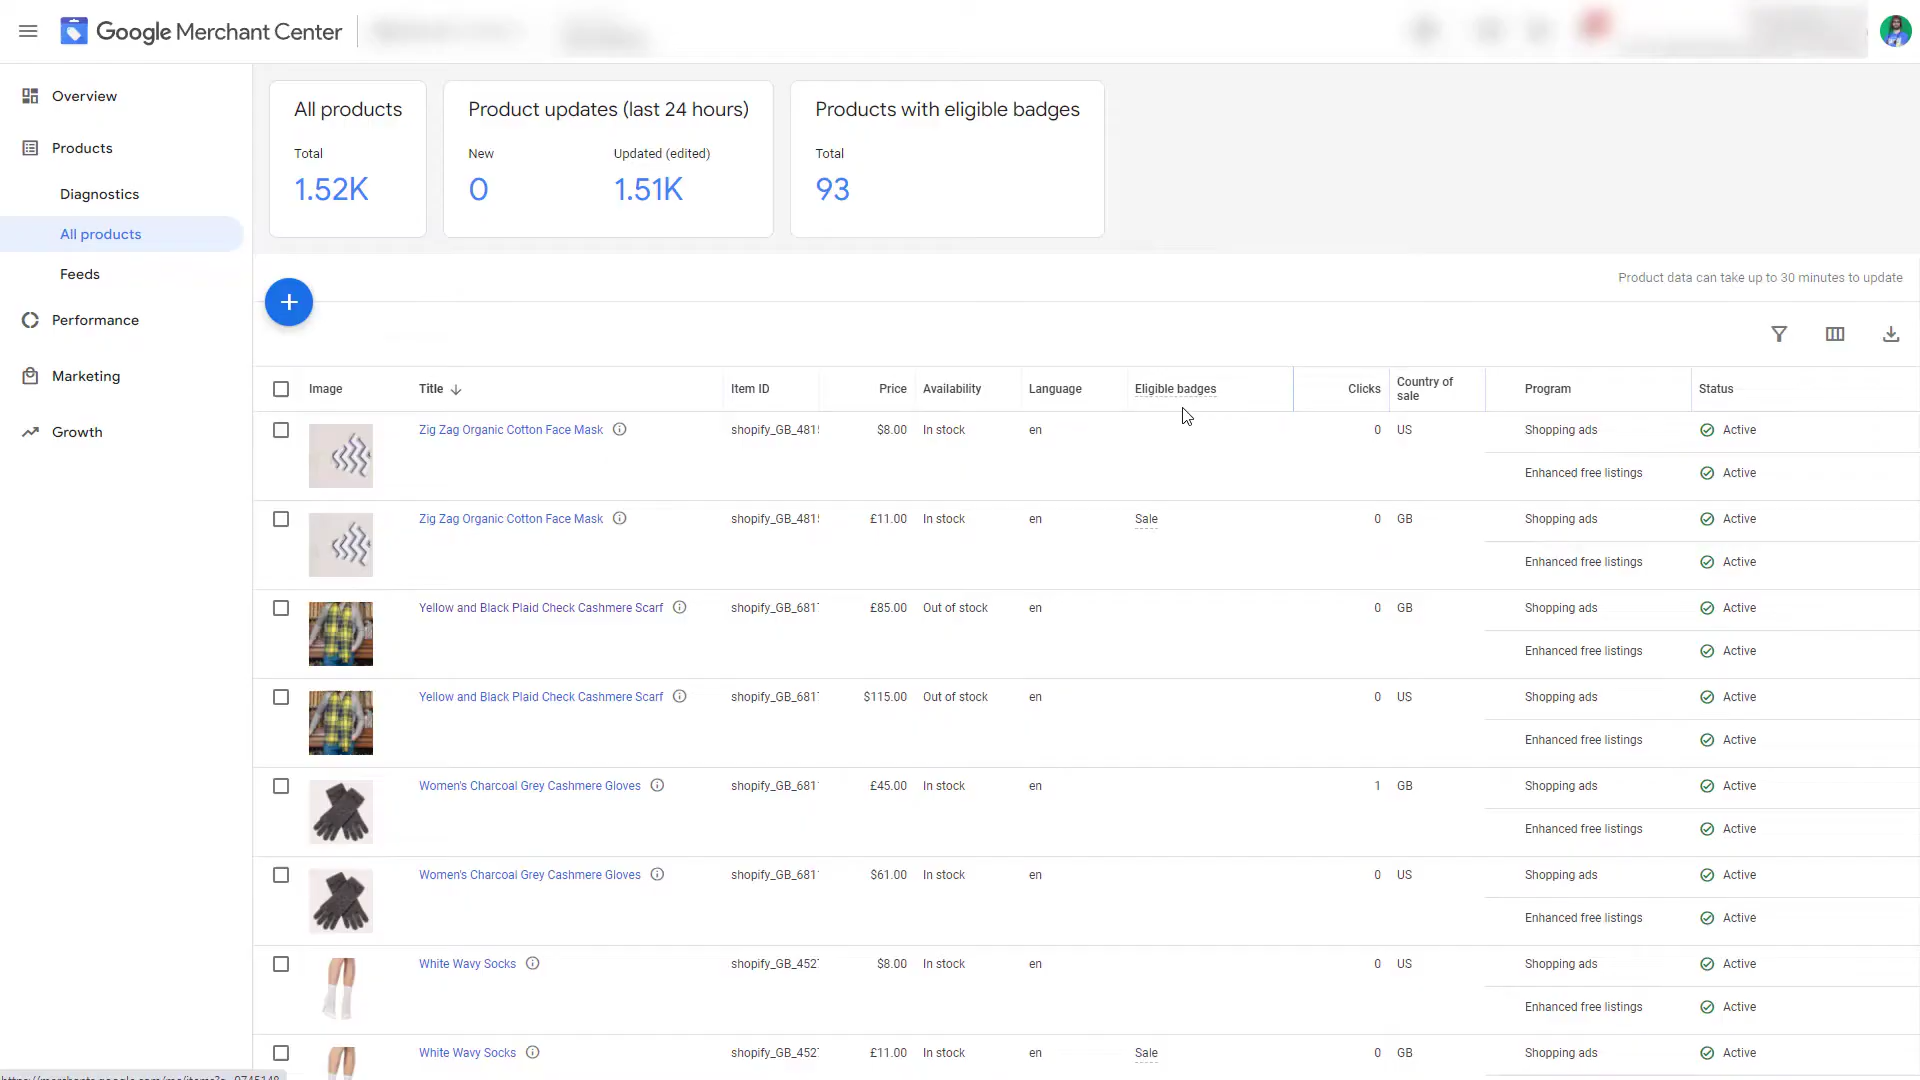 Google Merchant Center
Overview
Products
Diagnostics
All products
Feeds
Performance
Marketing
Growth
All products
Total
1.52K
Product updates (last 24 hours)
New
0
Updated (edited)
1.51K
Products with eligible badges
Total
93
Product data can take up to 30 minutes to update
Image Title Item ID Price Availability Language Eligible badges Clicks Country of sale Program Status
Zig Zag Organic Cotton Face Mask shopify_GB_481 $8.00 In stock en 0 US Shopping ads Active
Enhanced free listings Active
Zig Zag Organic Cotton Face Mask shopify_GB_481 £11.00 In stock en Sale 0 GB Shopping ads Active
Enhanced free listings Active
Yellow and Black Plaid Check Cashmere Scarf shopify_GB_681 £85.00 Out of stock en 0 GB Shopping ads Active
Enhanced free listings Active
Yellow and Black Plaid Check Cashmere Scarf shopify_GB_681 $115.00 Out of stock en 0 US Shopping ads Active
Enhanced free listings Active
Women's Charcoal Grey Cashmere Gloves shopify_GB_681 £45.00 In stock en 1 GB Shopping ads Active
Enhanced free listings Active
Women's Charcoal Grey Cashmere Gloves shopify_GB_681 $61.00 In stock en 0 US Shopping ads Active
Enhanced free listings Active
White Wavy Socks shopify_GB_452 $8.00 In stock en 0 US Shopping ads Active
Enhanced free listings Active
White Wavy Socks shopify_GB_452 £11.00 In stock en Sale 0 GB Shopping ads Active